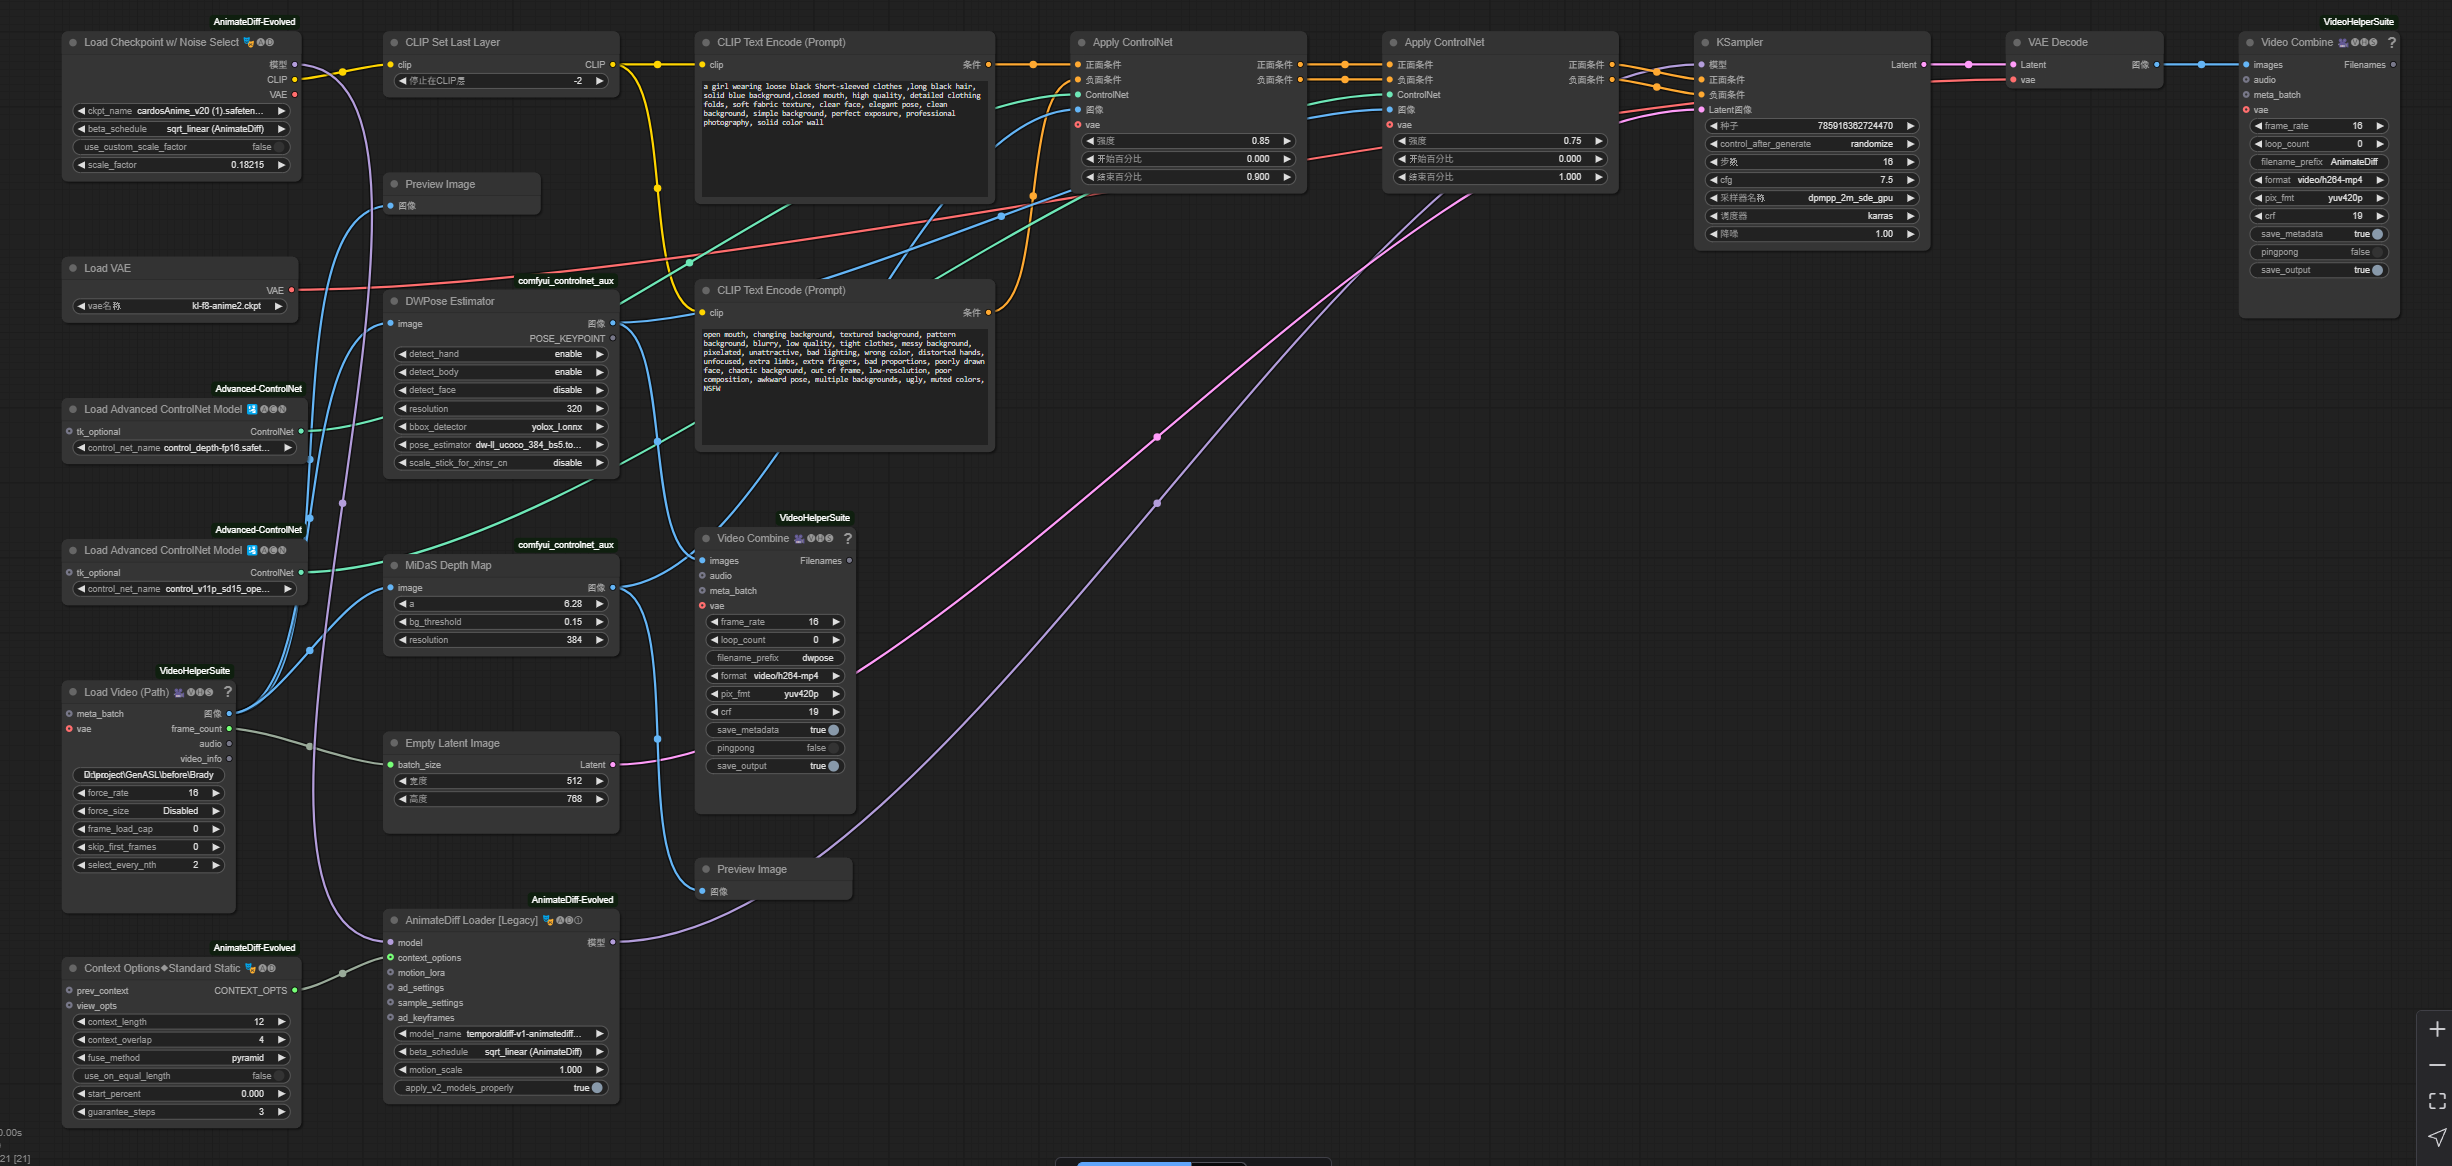 AnimateDiff-Evolved
Load Checkpoint w/ Noise Select
模型
CLIP
VAE
ckpt_name cardosAnime_v20 (1).safeten...
beta_schedule sqrt_linear (AnimateDiff)
use_custom_scale_factor false
scale_factor 0.18215
CLIP Set Last Layer
clip CLIP
停止在CLIP层 -2
Preview Image
图像
Load VAE
VAE
vae名称 kl-f8-anime2.ckpt
Advanced-ControlNet
Load Advanced ControlNet Model
tk_optional ControlNet
control_net_name control_depth-fp16.safet...
Advanced-ControlNet
Load Advanced ControlNet Model
tk_optional ControlNet
control_net_name control_v11p_sd15_ope...
VideoHelperSuite
Load Video (Path) ?
meta_batch 图像
vae frame_count
audio
video_info
D:\project\GenASL\before\Brady
force_rate 16
force_size Disabled
frame_load_cap 0
skip_first_frames 0
select_every_nth 2
AnimateDiff-Evolved
Context Options◆Standard Static
prev_context CONTEXT_OPTS
view_opts
context_length 12
context_overlap 4
fuse_method pyramid
use_on_equal_length false
start_percent 0.000
guarantee_steps 3
comfyui_controlnet_aux
DWPose Estimator
image 图像
POSE_KEYPOINT
detect_hand enable
detect_body enable
detect_face disable
resolution 320
bbox_detector yolox_l.onnx
pose_estimator dw-ll_ucoco_384_bs5.to...
scale_stick_for_xinsr_cn disable
comfyui_controlnet_aux
MiDaS Depth Map
image 图像
a 6.28
bg_threshold 0.15
resolution 384
Empty Latent Image
batch_size Latent
宽度 512
高度 768
AnimateDiff-Evolved
AnimateDiff Loader [Legacy]
model 模型
context_options
motion_lora
ad_settings
sample_settings
ad_keyframes
model_name temporaldiff-v1-animatediff...
beta_schedule sqrt_linear (AnimateDiff)
motion_scale 1.000
apply_v2_models_properly true
CLIP Text Encode (Prompt)
clip 条件
a girl wearing loose black Short-sleeved clothes ,long black hair,
solid blue background,closed mouth, high quality, detailed clothing
folds, soft fabric texture, clear face, elegant pose, clean
background, simple background, perfect exposure, professional
photography, solid color wall
CLIP Text Encode (Prompt)
clip 条件
open mouth, changing background, textured background, pattern
background, blurry, low quality, tight clothes, messy background,
pixelated, unattractive, bad lighting, wrong color, distorted hands,
unfocused, extra limbs, extra fingers, bad proportions, poorly drawn
face, chaotic background, out of frame, low-resolution, poor
composition, awkward pose, multiple backgrounds, ugly, muted colors,
NSFW
VideoHelperSuite
Video Combine ?
images Filenames
audio
meta_batch
vae
frame_rate 16
loop_count 0
filename_prefix dwpose
format video/h264-mp4
pix_fmt yuv420p
crf 19
save_metadata true
pingpong false
save_output true
Preview Image
图像
Apply ControlNet
正面条件 正面条件
负面条件 负面条件
ControlNet
图像
vae
强度 0.85
开始百分比 0.000
结束百分比 0.900
Apply ControlNet
正面条件 正面条件
负面条件 负面条件
ControlNet
图像
vae
强度 0.75
开始百分比 0.000
结束百分比 1.000
KSampler
模型 Latent
正面条件
负面条件
Latent图像
种子 785916362724470
control_after_generate randomize
步数 16
cfg 7.5
采样器名称 dpmpp_2m_sde_gpu
调度器 karras
降噪 1.00
VAE Decode
Latent 图像
vae
VideoHelperSuite
Video Combine ?
images Filenames
audio
meta_batch
vae
frame_rate 16
loop_count 0
filename_prefix AnimateDiff
format video/h264-mp4
pix_fmt yuv420p
crf 19
save_metadata true
pingpong false
save_output true
0.00s
21 [21]